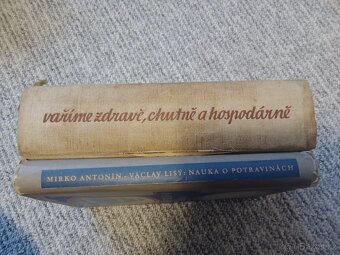 vaříme zdravě, chutně a hospodárně
MIRKO ANTONÍN - VÁCLAV LISÝ: NAUKA O POTRAVINÁCH